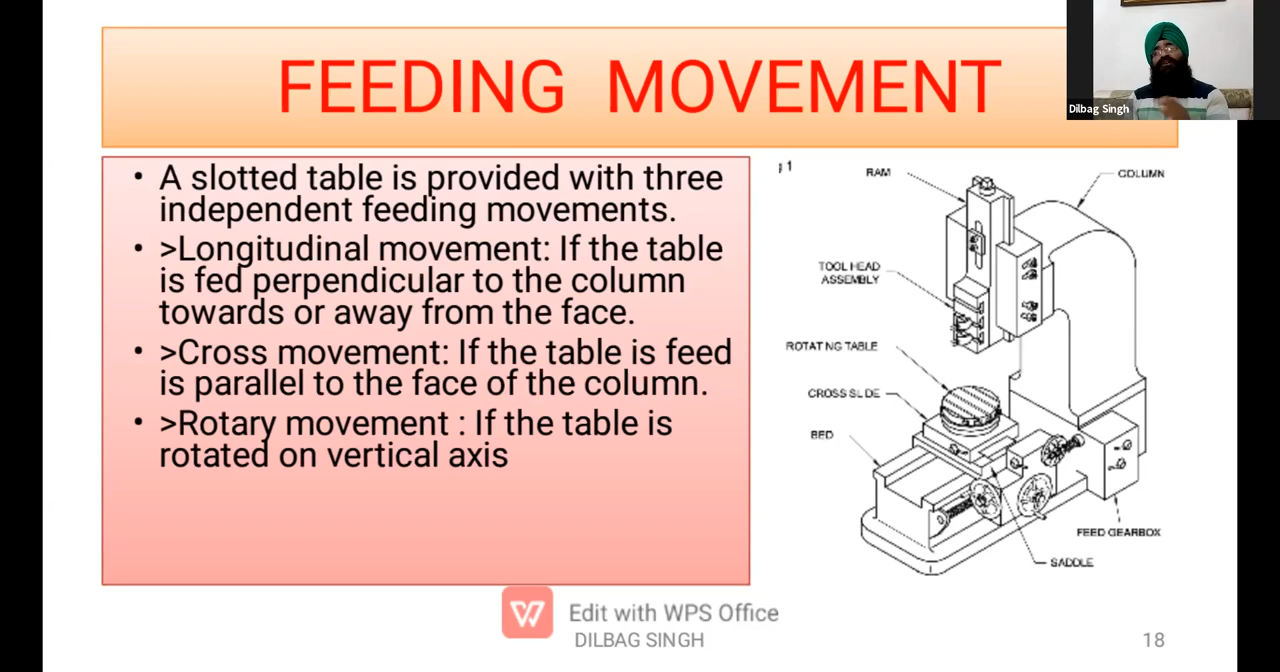 FEEDING MOVEMENT
Dilbag Singh
• A slotted table is provided with three
independent feeding movements.
• >Longitudinal movement: If the table
is fed perpendicular to the column
towards or away from the face.
• >Cross movement: If the table is feed
is parallel to the face of the column.
• >Rotary movement : If the table is
rotated on vertical axis
1
RAM
COLUMN
TOOL HEAD
ASSEMBLY
ROTAT NG TABLE
CROSS SL DE
BED
FEED GEARBOX
SADDLE
Edit with WPS Office
DILBAG SINGH
18